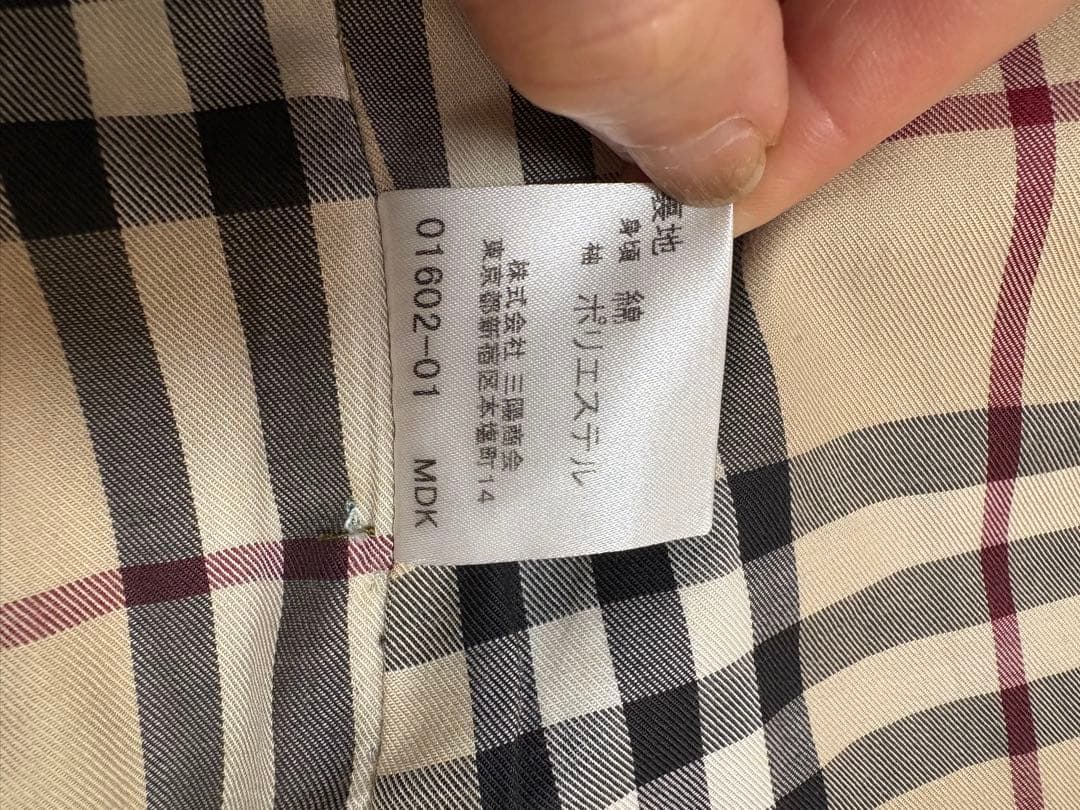 裏地
身頃 綿
袖 ポリエステル
株式会社 三陽商会
東京都新宿区本塩町14
01602-01 MDK